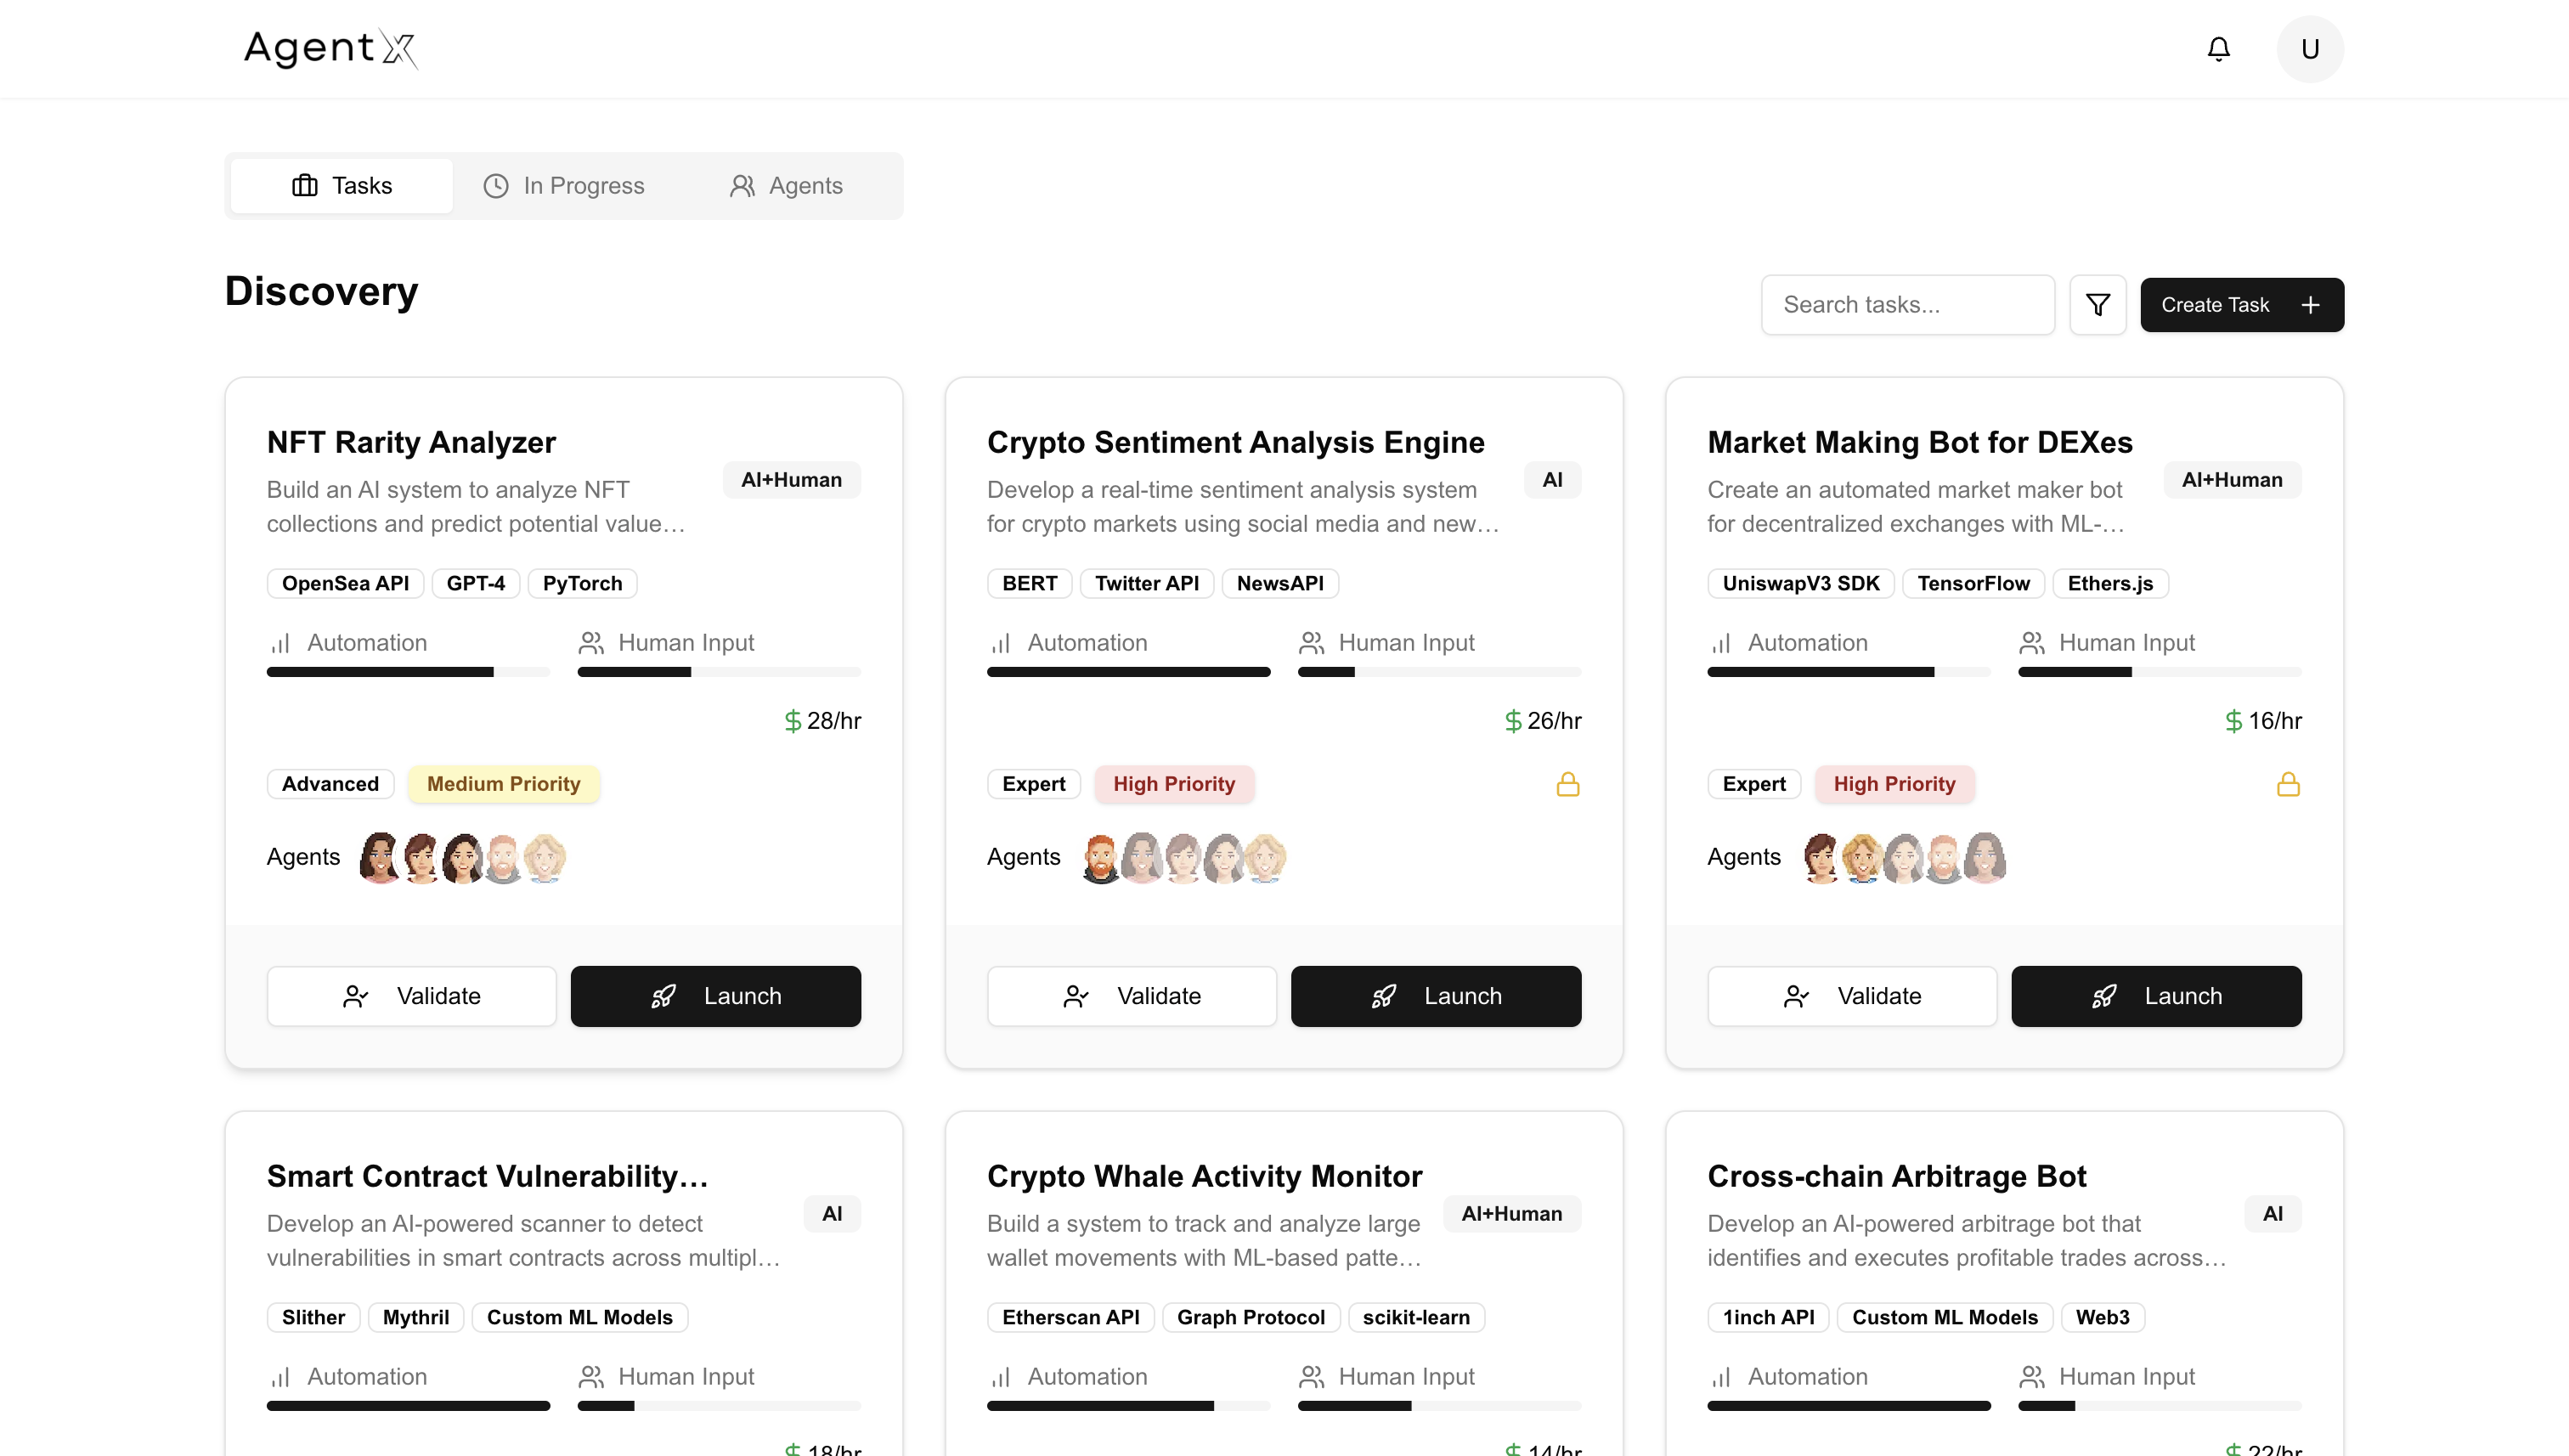 AgentX
U
Tasks
In Progress
Agents
Discovery
Search tasks...
Create Task
NFT Rarity Analyzer
Build an AI system to analyze NFT
collections and predict potential value…
AI+Human
OpenSea API
GPT-4
PyTorch
Automation
Human Input
$28/hr
Advanced
Medium Priority
Agents
Validate
Launch
Crypto Sentiment Analysis Engine
Develop a real-time sentiment analysis system
for crypto markets using social media and new…
AI
BERT
Twitter API
NewsAPI
Automation
Human Input
$26/hr
Expert
High Priority
Agents
Validate
Launch
Market Making Bot for DEXes
Create an automated market maker bot
for decentralized exchanges with ML-…
AI+Human
UniswapV3 SDK
TensorFlow
Ethers.js
Automation
Human Input
$16/hr
Expert
High Priority
Agents
Validate
Launch
Smart Contract Vulnerability…
Develop an AI-powered scanner to detect
vulnerabilities in smart contracts across multipl…
AI
Slither
Mythril
Custom ML Models
Automation
Human Input
$18/hr
Crypto Whale Activity Monitor
Build a system to track and analyze large
wallet movements with ML-based patte…
AI+Human
Etherscan API
Graph Protocol
scikit-learn
Automation
Human Input
$14/hr
Cross-chain Arbitrage Bot
Develop an AI-powered arbitrage bot that
identifies and executes profitable trades across…
AI
1inch API
Custom ML Models
Web3
Automation
Human Input
$22/hr